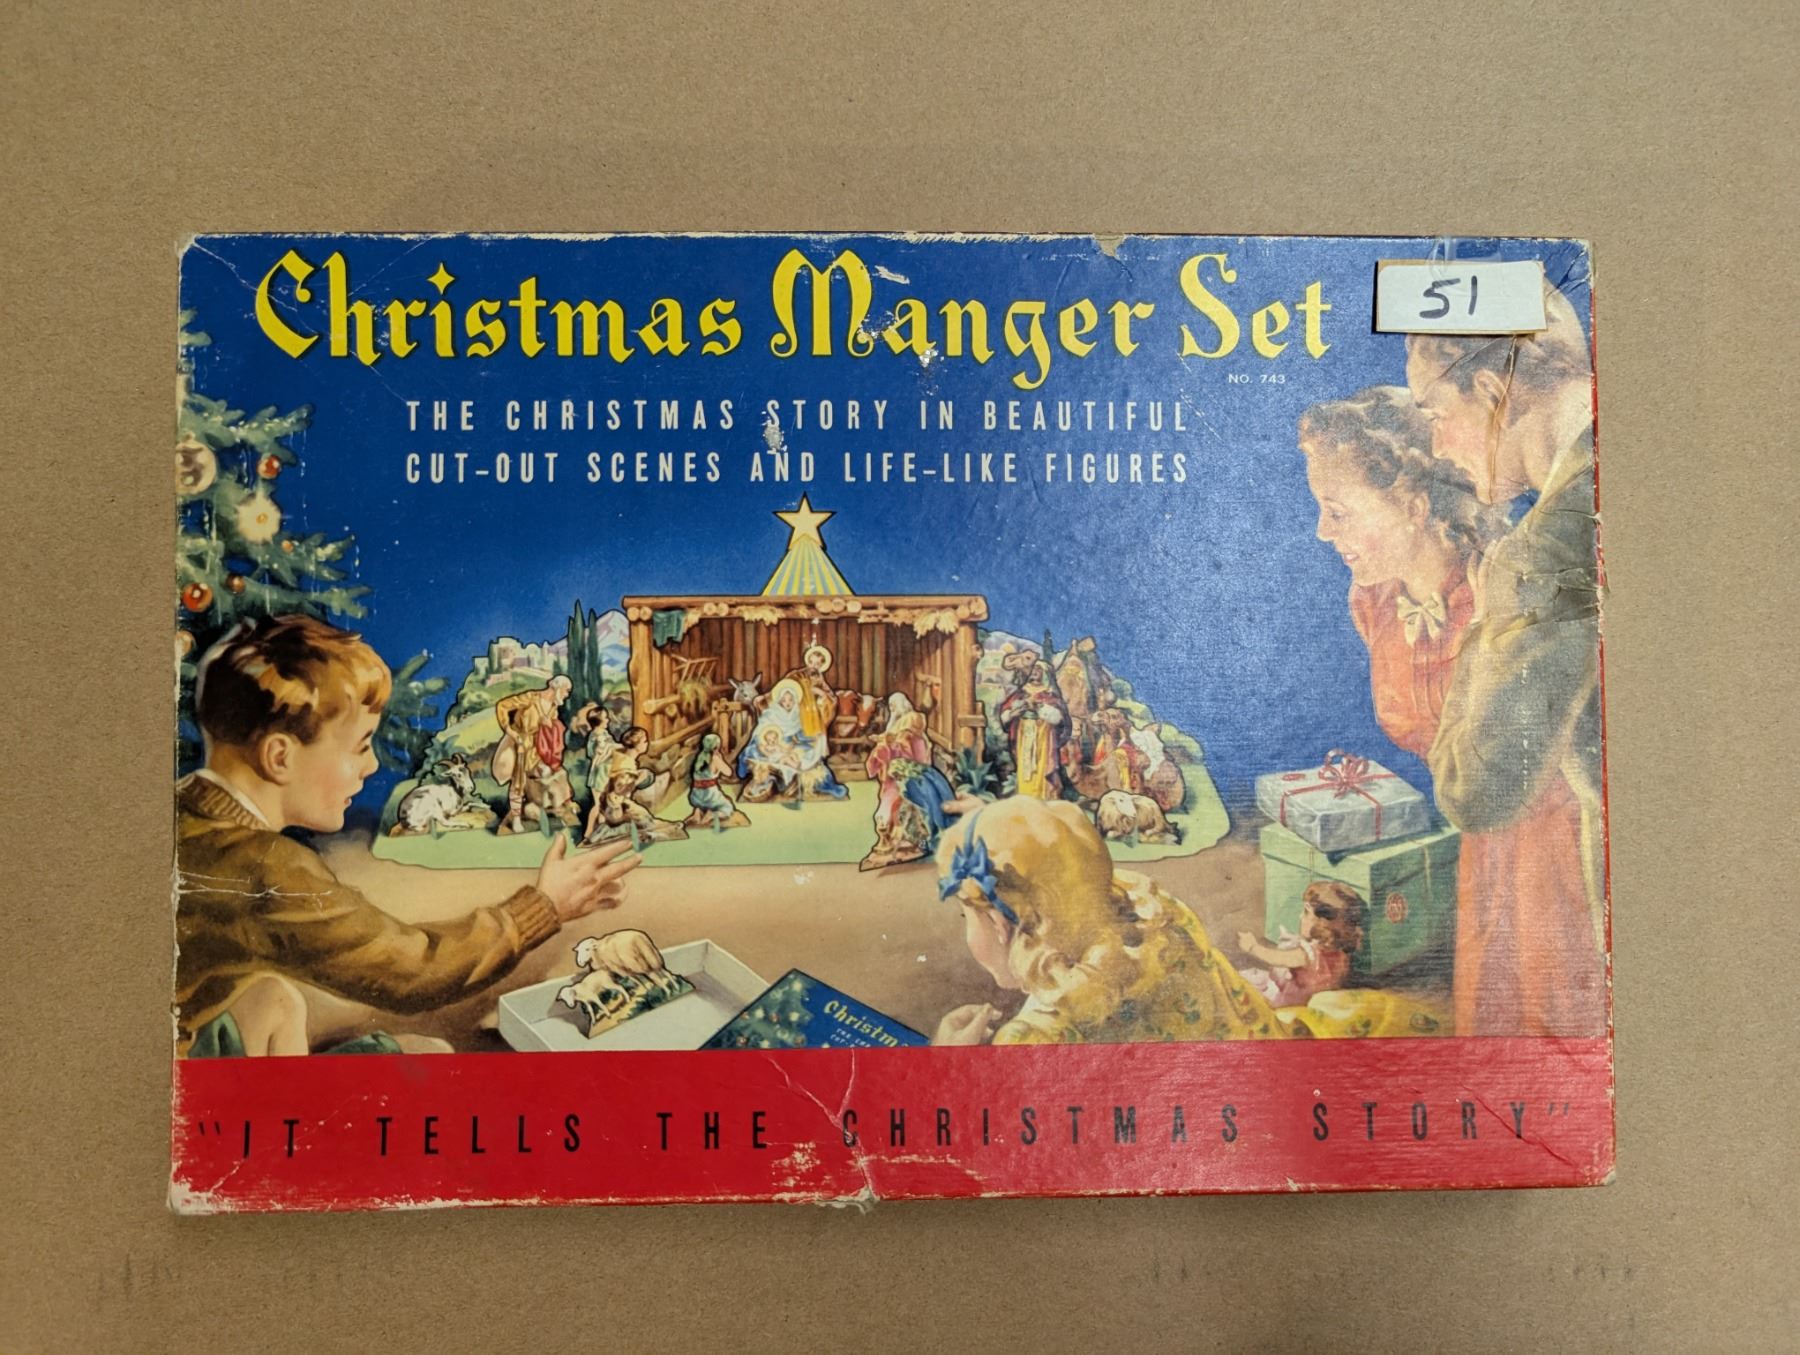 Christmas Manger Set
51
NO. 743
THE CHRISTMAS STORY IN BEAUTIFUL
CUT-OUT SCENES AND LIFE-LIKE FIGURES
Christm
"IT TELLS THE CHRISTMAS STORY"